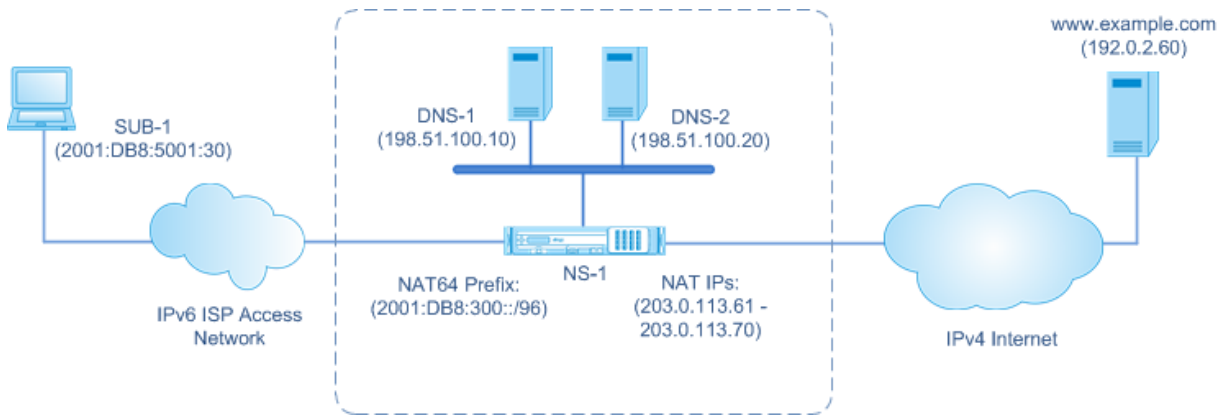 www.example.com
(192.0.2.60)
DNS-1
(198.51.100.10)
DNS-2
(198.51.100.20)
SUB-1
(2001:DB8:5001:30)
NS-1
NAT64 Prefix:
(2001:DB8:300::/96)
NAT IPs:
(203.0.113.61 -
203.0.113.70)
IPv6 ISP Access
Network
IPv4 Internet